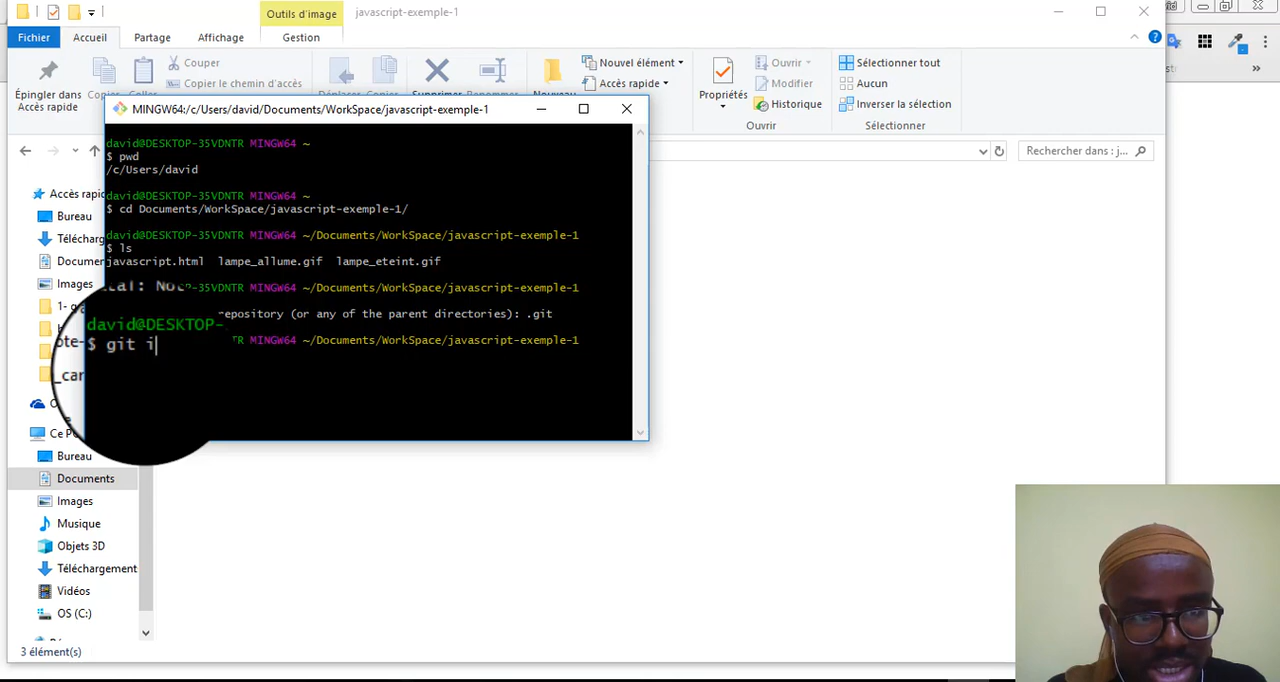 Outils d'image
javascript-exemple-1
Fichier
Accueil
Partage
Affichage
Gestion
Épingler dans
Accès rapide
Couper
Copier le chemin d'accès
Nouvel élément
Accès rapide
Propriétés
Ouvrir
Modifier
Historique
Ouvrir
Sélectionner tout
Aucun
Inverser la sélection
Sélectionner
Rechercher dans : j...
MINGW64:/c/Users/david/Documents/WorkSpace/javascript-exemple-1
david@DESKTOP-35VDNTR MINGW64 ~
$ pwd
/c/Users/david
david@DESKTOP-35VDNTR MINGW64 ~
$ cd Documents/WorkSpace/javascript-exemple-1/
david@DESKTOP-35VDNTR MINGW64 ~/Documents/WorkSpace/javascript-exemple-1
$ ls
javascript.html lampe_allume.gif lampe_eteint.gif
MINGW64 ~/Documents/WorkSpace/javascript-exemple-1
(or any of the parent directories): .git
MINGW64 ~/Documents/WorkSpace/javascript-exemple-1
david@DESKTOP-
$ git i
Accès
Bureau
Images
Bureau
Documents
Images
Musique
Objets 3D
Téléchargement
Vidéos
OS (C:)
3 élément(s)